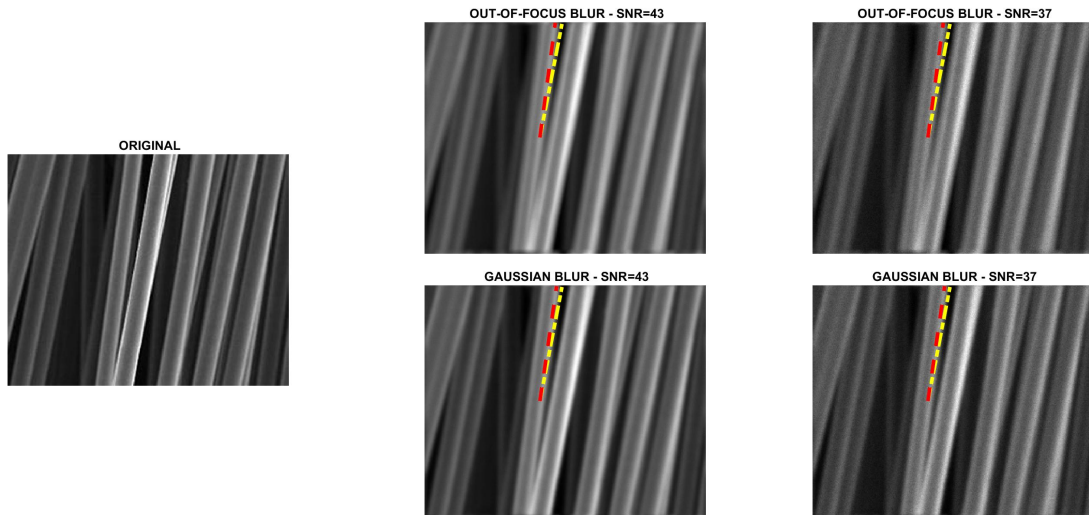 OUT-OF-FOCUS BLUR - SNR=43
OUT-OF-FOCUS BLUR - SNR=37
ORIGINAL
GAUSSIAN BLUR - SNR=43
GAUSSIAN BLUR - SNR=37